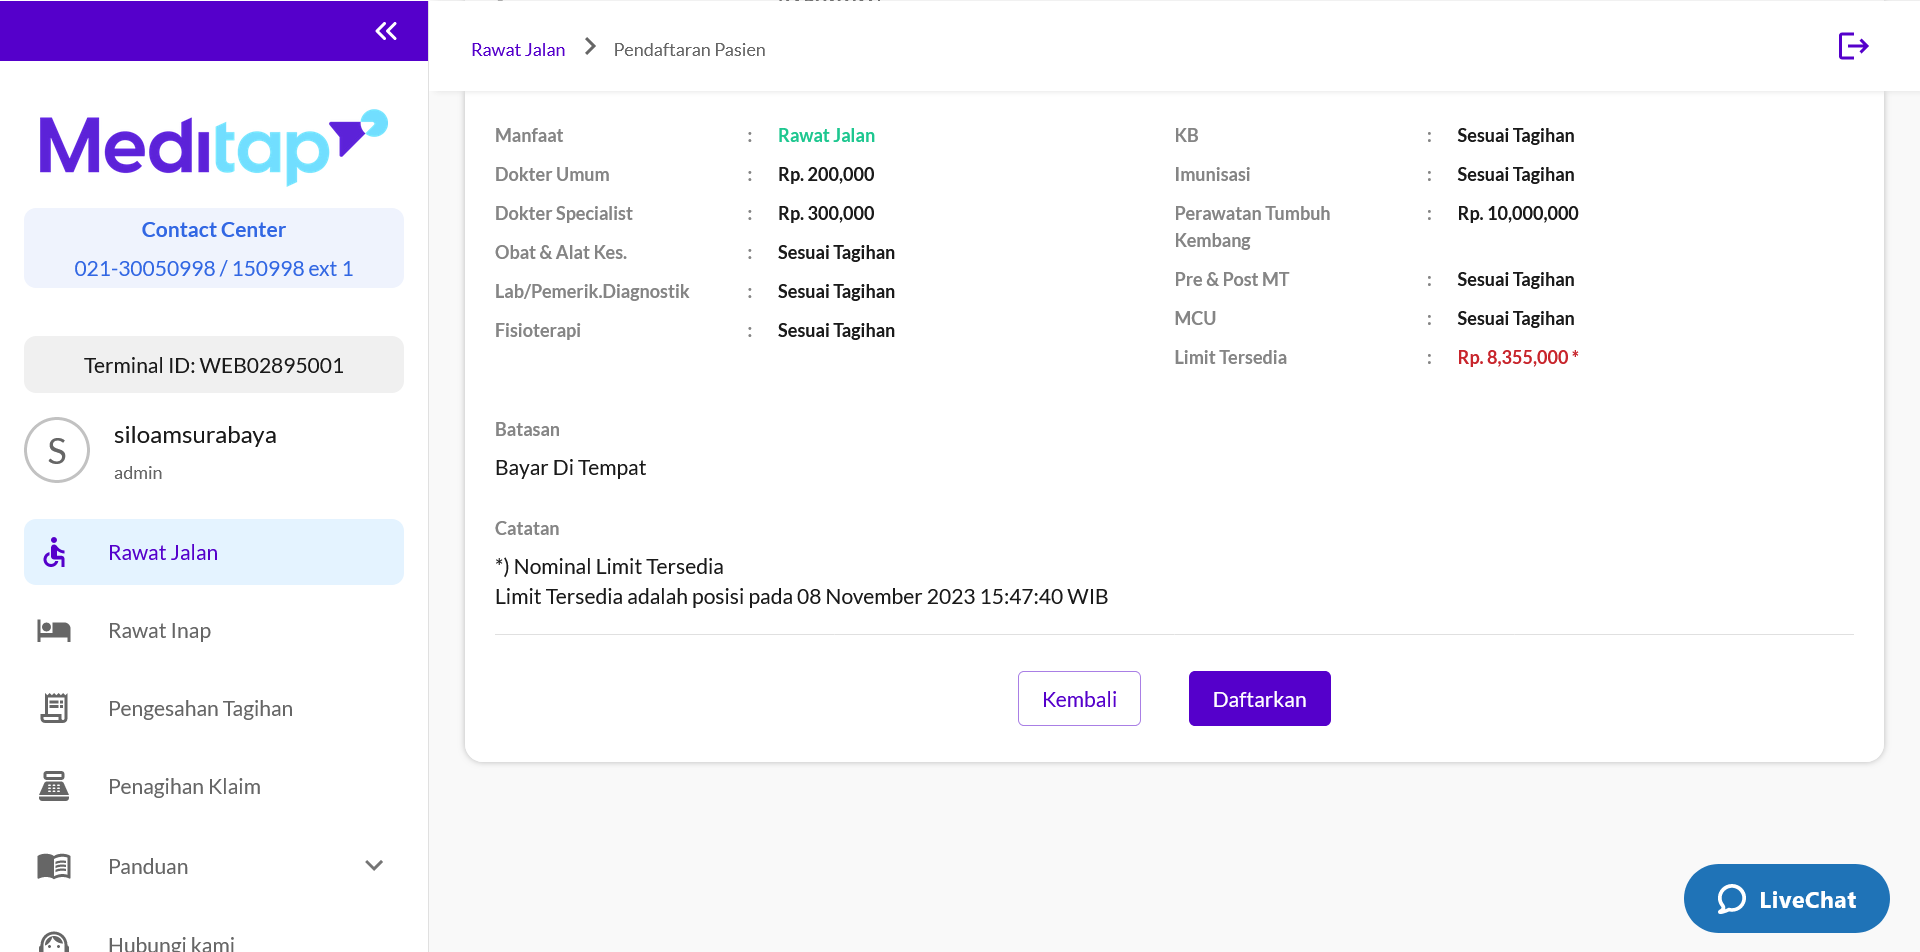 Rawat Jalan > Pendaftaran Pasien
Meditap
Contact Center
021-30050998 / 150998 ext 1
Terminal ID: WEB02895001
S
siloamsurabaya
admin
Rawat Jalan
Rawat Inap
Pengesahan Tagihan
Penagihan Klaim
Panduan
Hubungi kami
Manfaat : Rawat Jalan
Dokter Umum : Rp. 200,000
Dokter Specialist : Rp. 300,000
Obat & Alat Kes. : Sesuai Tagihan
Lab/Pemerik.Diagnostik : Sesuai Tagihan
Fisioterapi : Sesuai Tagihan
KB : Sesuai Tagihan
Imunisasi : Sesuai Tagihan
Perawatan Tumbuh : Rp. 10,000,000
Kembang
Pre & Post MT : Sesuai Tagihan
MCU : Sesuai Tagihan
Limit Tersedia : Rp. 8,355,000 *
Batasan
Bayar Di Tempat
Catatan
*) Nominal Limit Tersedia
Limit Tersedia adalah posisi pada 08 November 2023 15:47:40 WIB
Kembali
Daftarkan
LiveChat